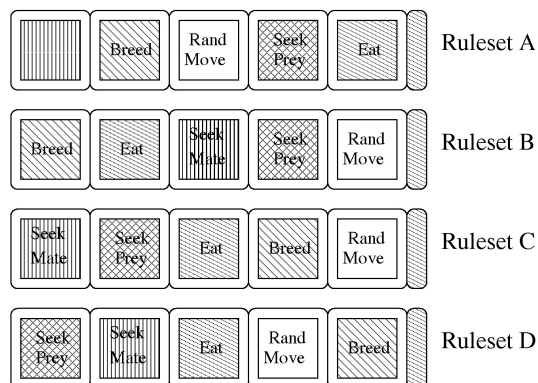 Breed
Rand
Move
Seek
Prey
Eat
Ruleset A
Breed
Eat
Seek
Mate
Seek
Prey
Rand
Move
Ruleset B
Seek
Mate
Seek
Prey
Eat
Breed
Rand
Move
Ruleset C
Seek
Prey
Seek
Mate
Eat
Rand
Move
Breed
Ruleset D